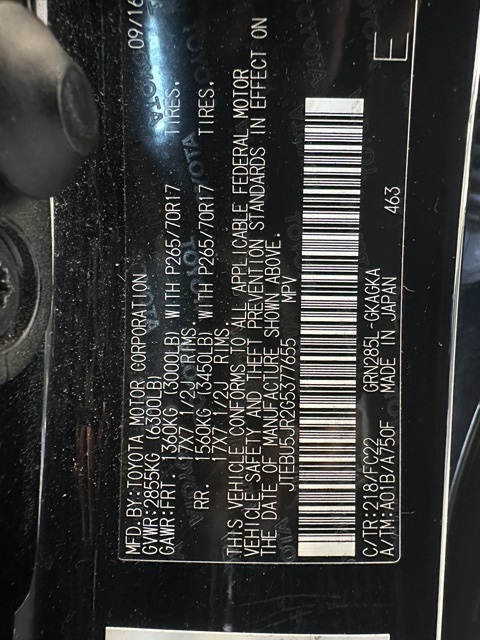 MFD.BY:TOYOTA MOTOR CORPORATION 09/16
GVWR:2855KG (6300LB)
GAWR:FRT. 1360KG (3000LB) WITH P265/70R17 TIRES,
17X7 1/2J RIMS.
RR. 1560KG (3450LB) WITH P265/70R17 TIRES,
17X7 1/2J RIMS.
THIS VEHICLE CONFORMS TO ALL APPLICABLE FEDERAL MOTOR
VEHICLE SAFETY AND THEFT PREVENTION STANDARDS IN EFFECT ON
THE DATE OF MANUFACTURE SHOWN ABOVE.
JTEBU5JR2G5377655 MPV
C/TR:218/FC22 GRN285L-GKAGKA 463
A/TM:A01B/A750F MADE IN JAPAN E